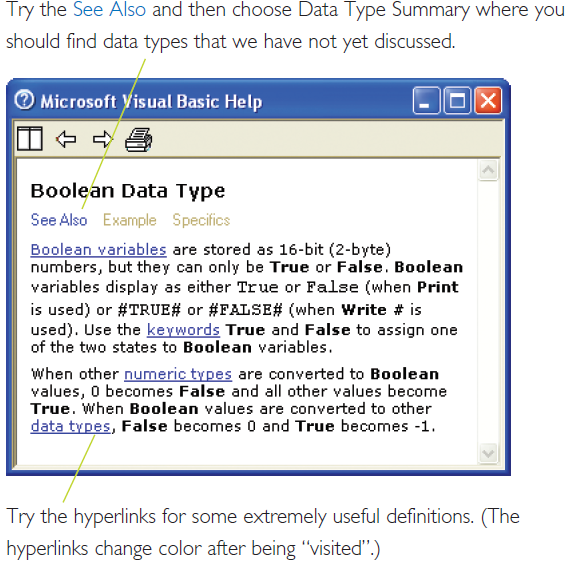 Try the See Also and then choose Data Type Summary where you
should find data types that we have not yet discussed.
Microsoft Visual Basic Help
Boolean Data Type
See Also Example Specifics
Boolean variables are stored as 16-bit (2-byte)
numbers, but they can only be True or False. Boolean
variables display as either True or False (when Print
is used) or #TRUE# or #FALSE# (when Write # is
used). Use the keywords True and False to assign one
of the two states to Boolean variables.
When other numeric types are converted to Boolean
values, 0 becomes False and all other values become
True. When Boolean values are converted to other
data types, False becomes 0 and True becomes -1.
Try the hyperlinks for some extremely useful definitions. (The
hyperlinks change color after being “visited”.)